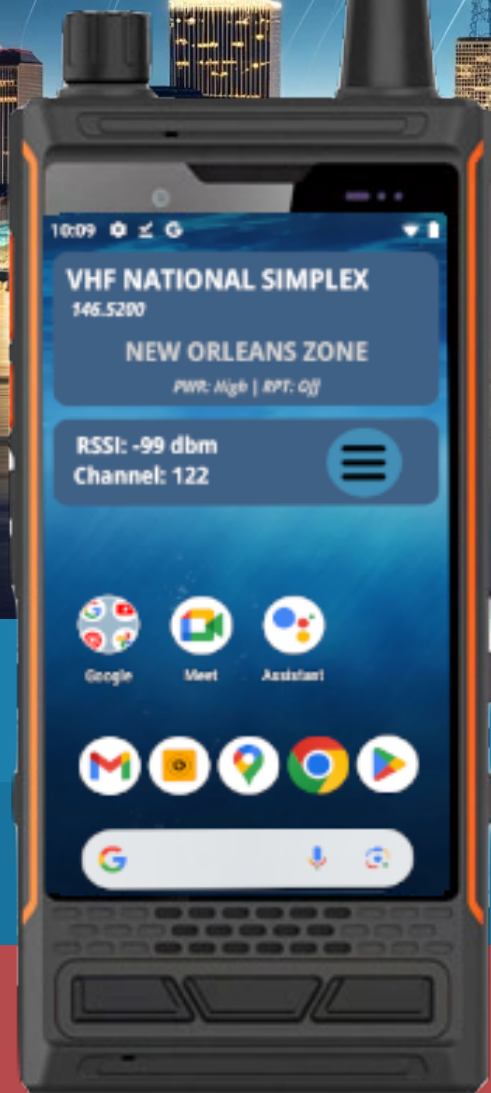 10:09
VHF NATIONAL SIMPLEX
146.5200
NEW ORLEANS ZONE
PWR: High | RPT: Off
RSSI: -99 dbm
Channel: 122
Google
Meet
Assistant